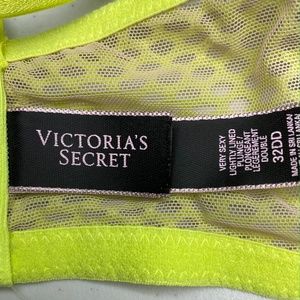 VICTORIA'S
SECRET
VERY SEXY
LIGHTLY LINED
PLUNGE
PLONGEANT
LÉGÈREMENT
DOUBLÉ
32DD
MADE IN SRI LANKA/